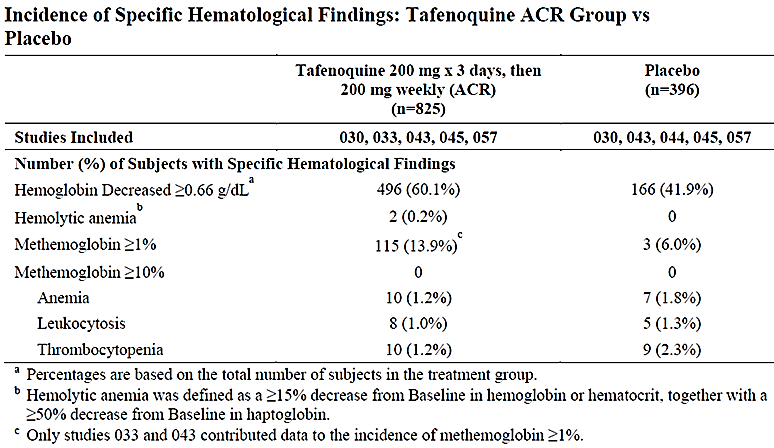 Incidence of Specific Hematological Findings: Tafenoquine ACR Group vs
Placebo
Tafenoquine 200 mg x 3 days, then Placebo
200 mg weekly (ACR) (n=396)
(n=825)
Studies Included 030, 033, 043, 045, 057 030, 043, 044, 045, 057
Number (%) of Subjects with Specific Hematological Findings
Hemoglobin Decreased ≥0.66 g/dL a 496 (60.1%) 166 (41.9%)
Hemolytic anemia b 2 (0.2%) 0
Methemoglobin ≥1% 115 (13.9%) c 3 (6.0%)
Methemoglobin ≥10% 0 0
Anemia 10 (1.2%) 7 (1.8%)
Leukocytosis 8 (1.0%) 5 (1.3%)
Thrombocytopenia 10 (1.2%) 9 (2.3%)
a Percentages are based on the total number of subjects in the treatment group.
b Hemolytic anemia was defined as a ≥15% decrease from Baseline in hemoglobin or hematocrit, together with a
≥50% decrease from Baseline in haptoglobin.
c Only studies 033 and 043 contributed data to the incidence of methemoglobin ≥1%.